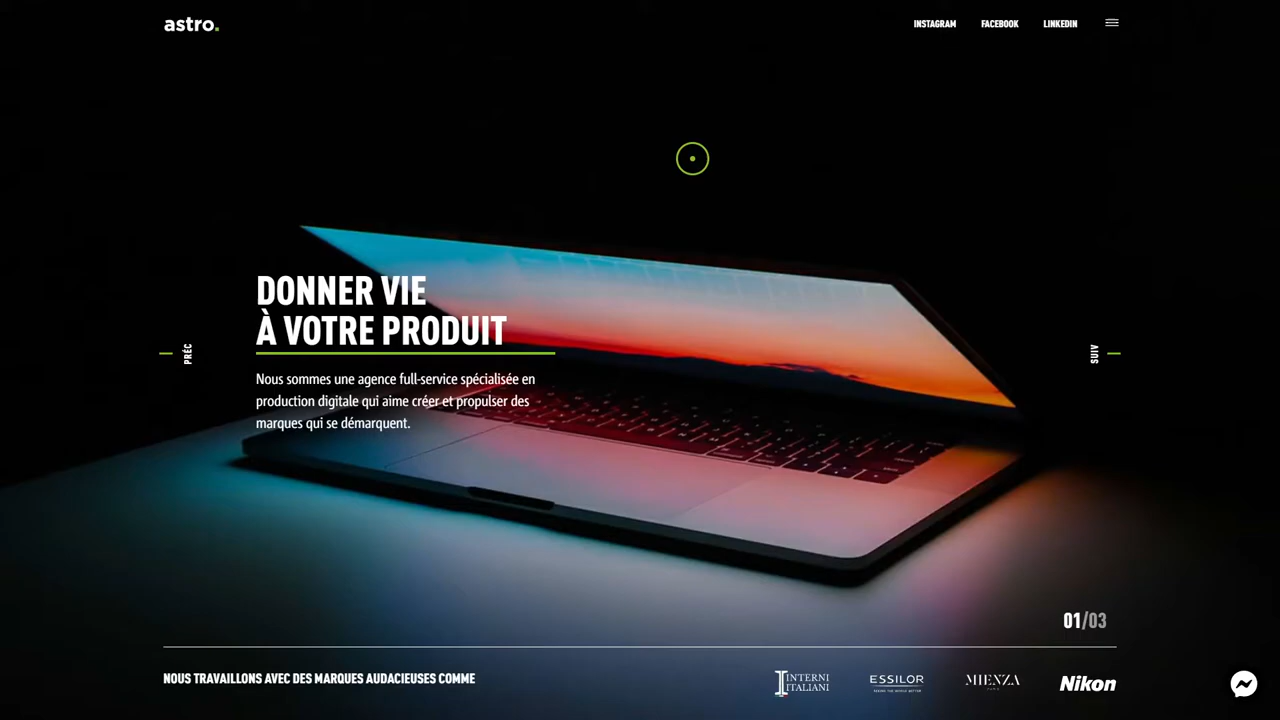 astro.
INSTAGRAM FACEBOOK LINKEDIN
DONNER VIE
À VOTRE PRODUIT
PRÉC
SUIV
Nous sommes une agence full-service spécialisée en
production digitale qui aime créer et propulser des
marques qui se démarquent.
01/03
NOUS TRAVAILLONS AVEC DES MARQUES AUDACIEUSES COMME
INTERNI
ITALIANI
ESSILOR
MIENZA
PARIS
Nikon